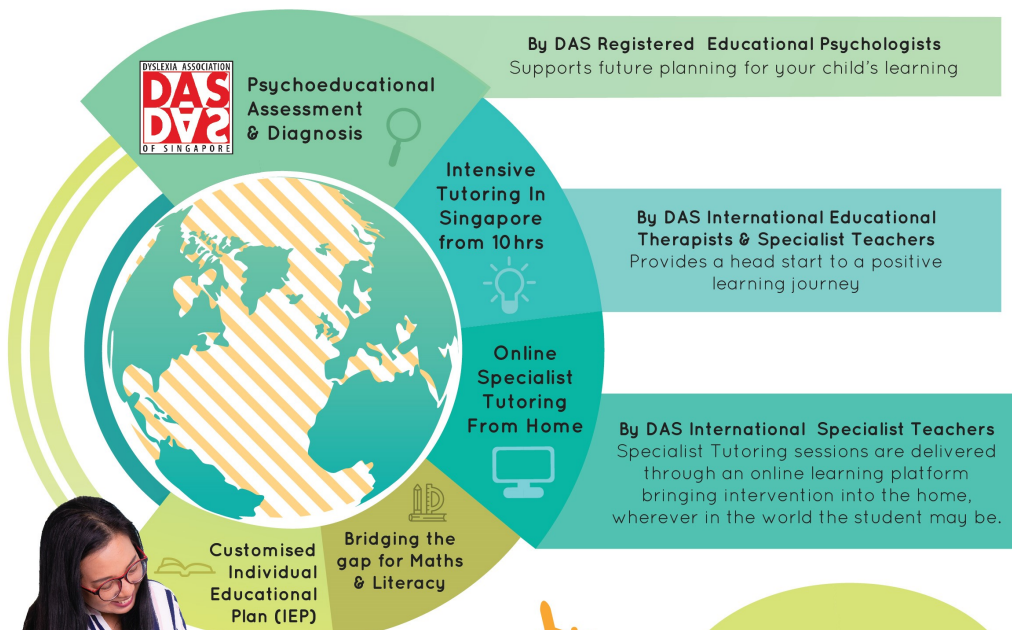 DYSLEXIA ASSOCIATION
DAS
DAS
OF SINGAPORE
Psychoeducational
Assessment
& Diagnosis
By DAS Registered Educational Psychologists
Supports future planning for your child's learning
Intensive
Tutoring In
Singapore
from 10hrs
By DAS International Educational
Therapists & Specialist Teachers
Provides a head start to a positive
learning journey
Online
Specialist
Tutoring
From Home
By DAS International Specialist Teachers
Specialist Tutoring sessions are delivered
through an online learning platform
bringing intervention into the home,
wherever in the world the student may be.
Bridging the
gap for Maths
& Literacy
Customised
Individual
Educational
Plan (IEP)